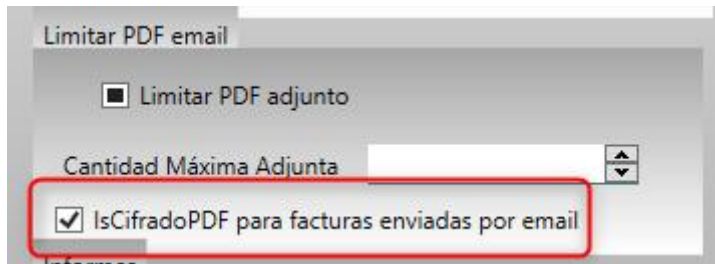 Limitar PDF email
Limitar PDF adjunto
Cantidad Máxima Adjunta
IsCifradoPDF para facturas enviadas por email